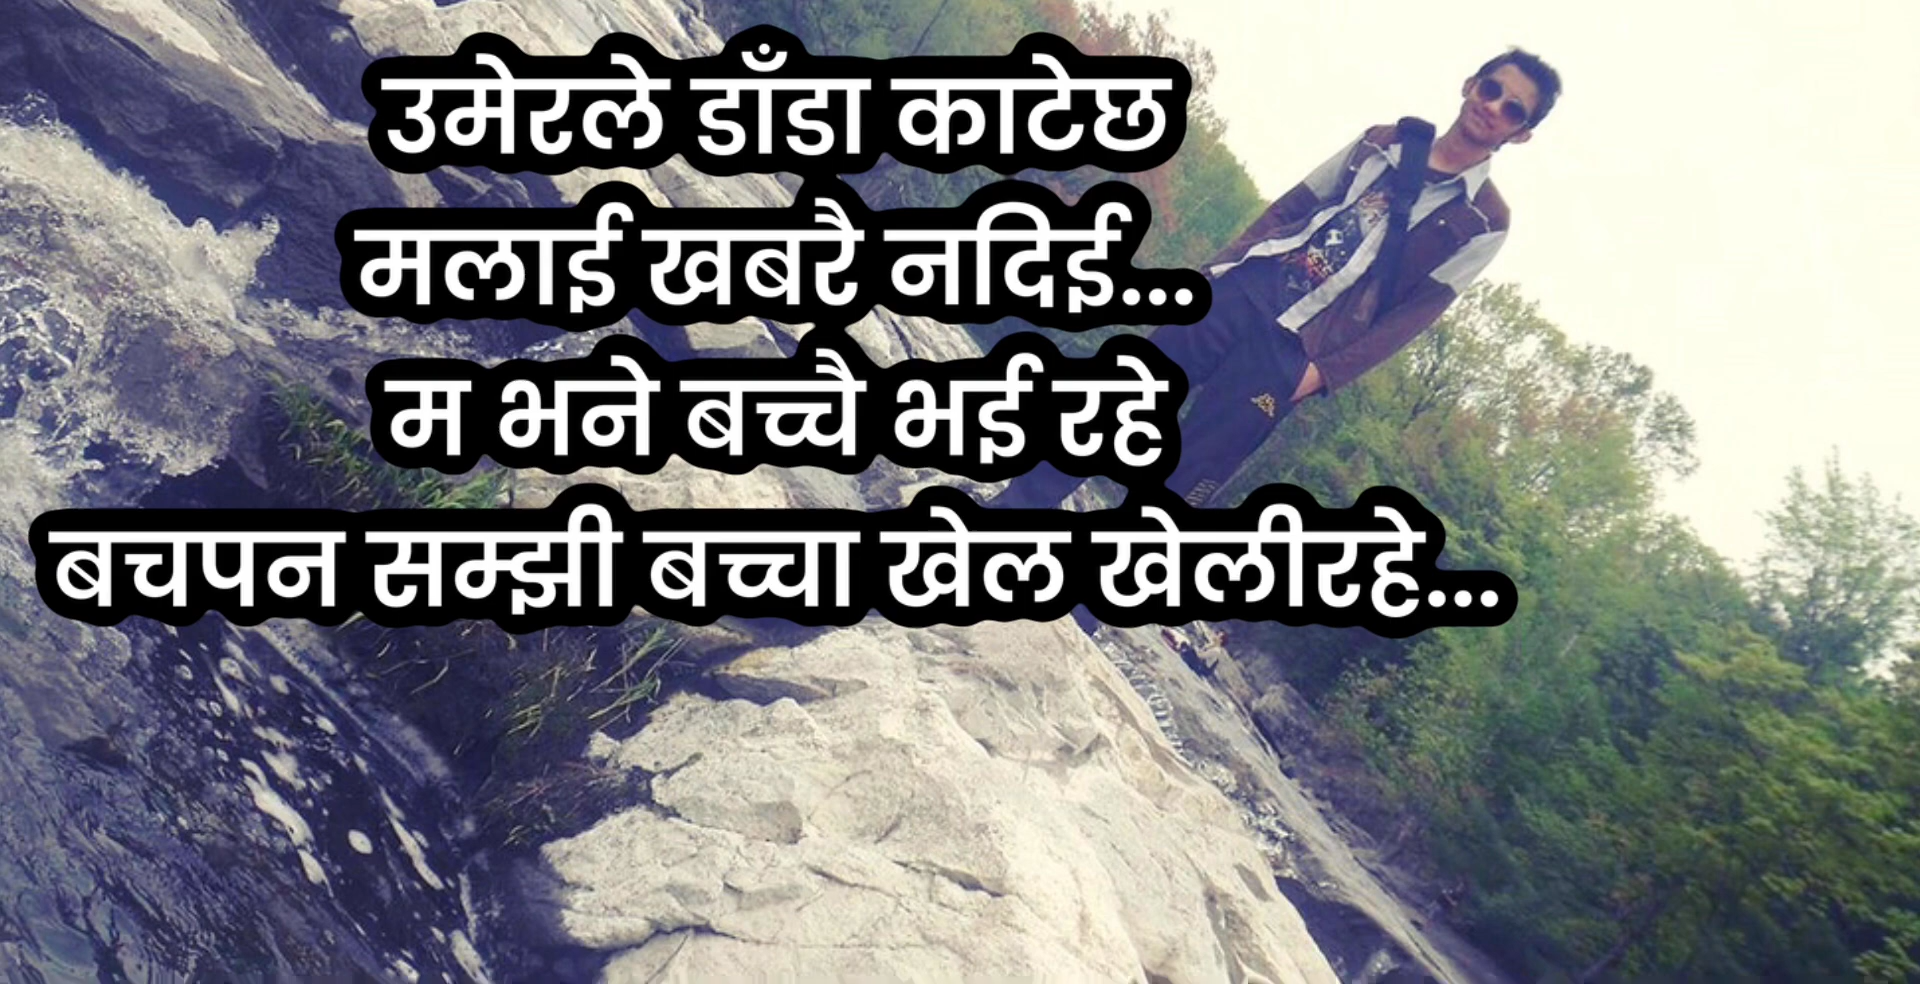 उमेरले डाँडा काटेछ
मलाई खबरै नदिई...
म भने बच्चै भई रहे
बचपन सम्झी बच्चा खेल खेलीरहे...